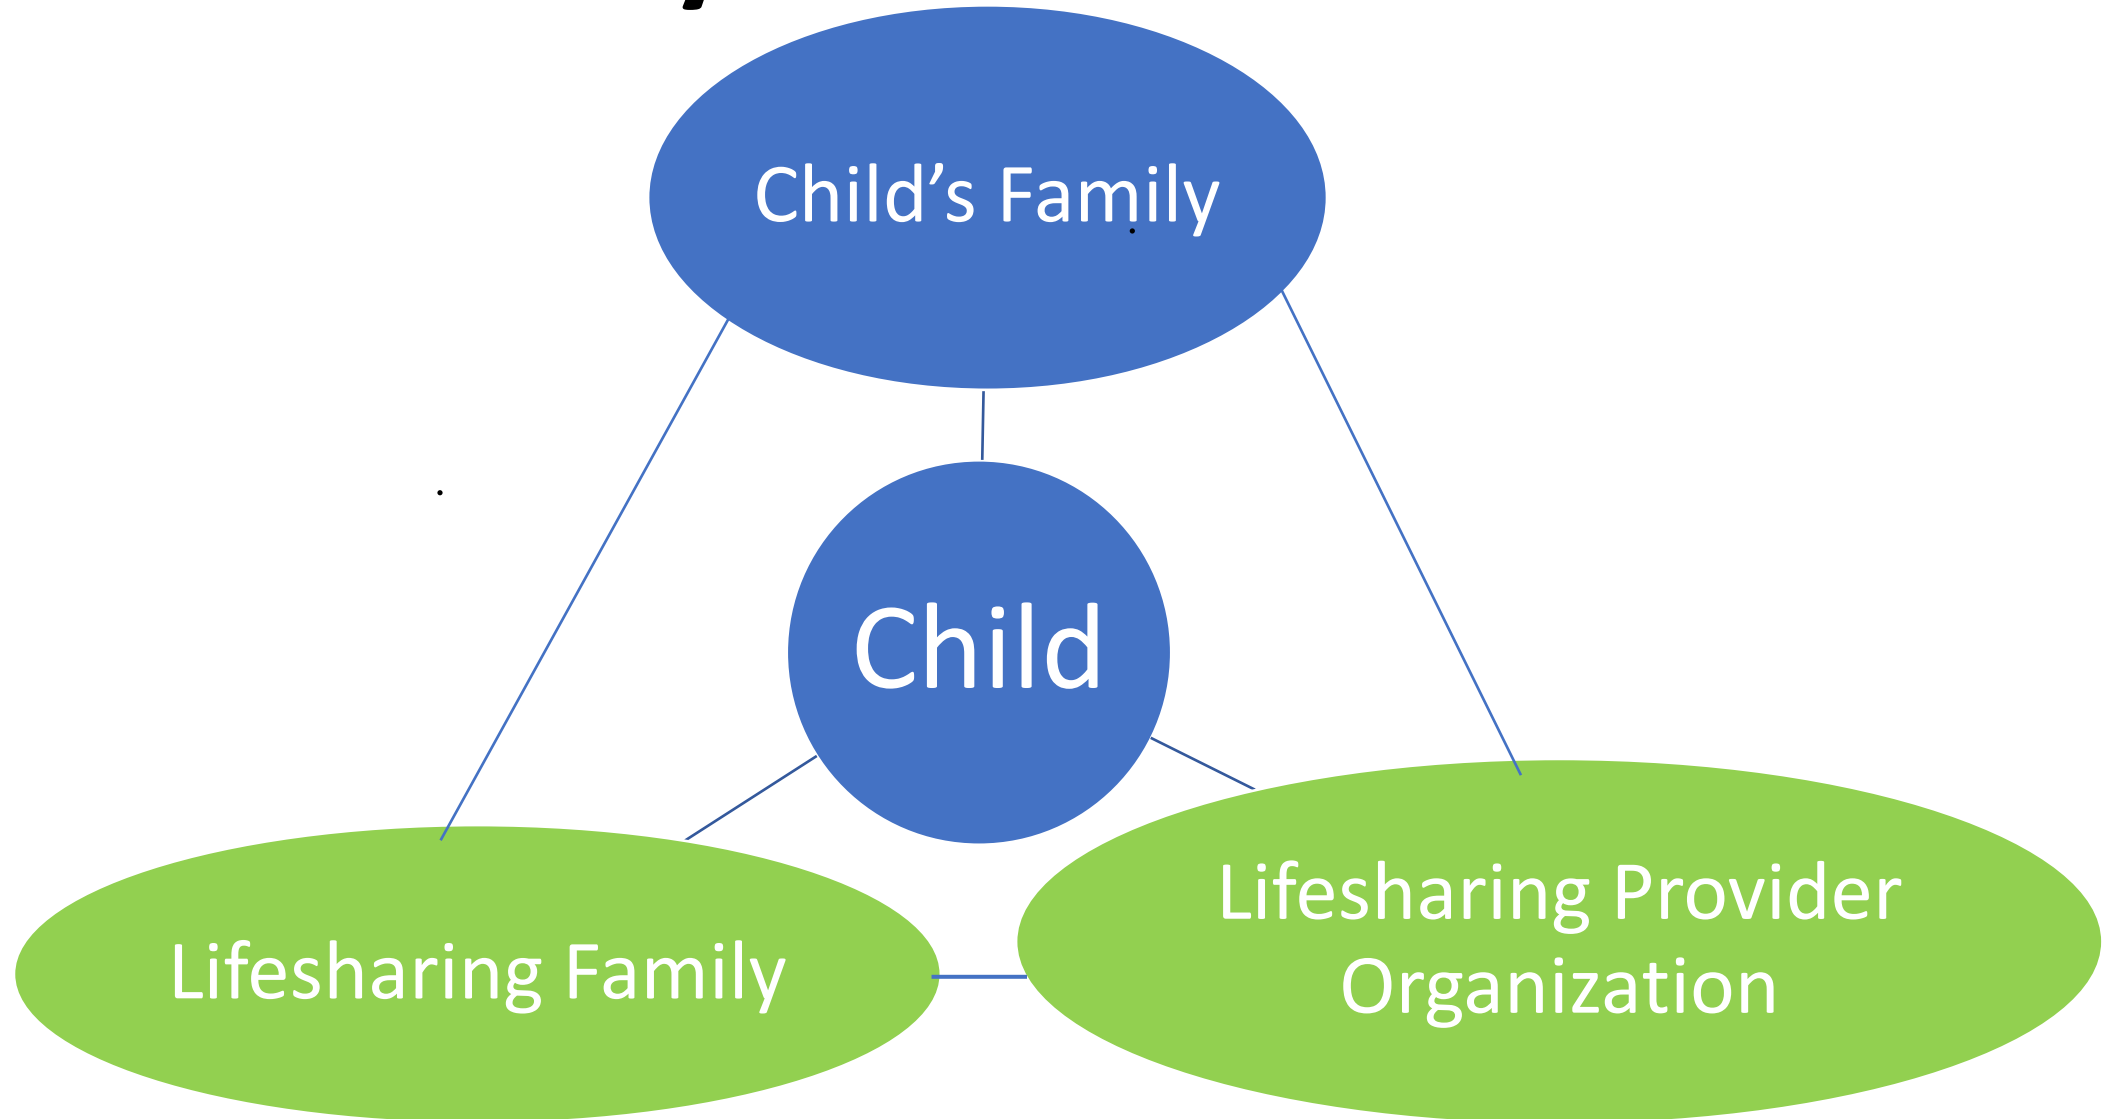 Child’s Family
Child
Lifesharing Family
Lifesharing Provider
Organization